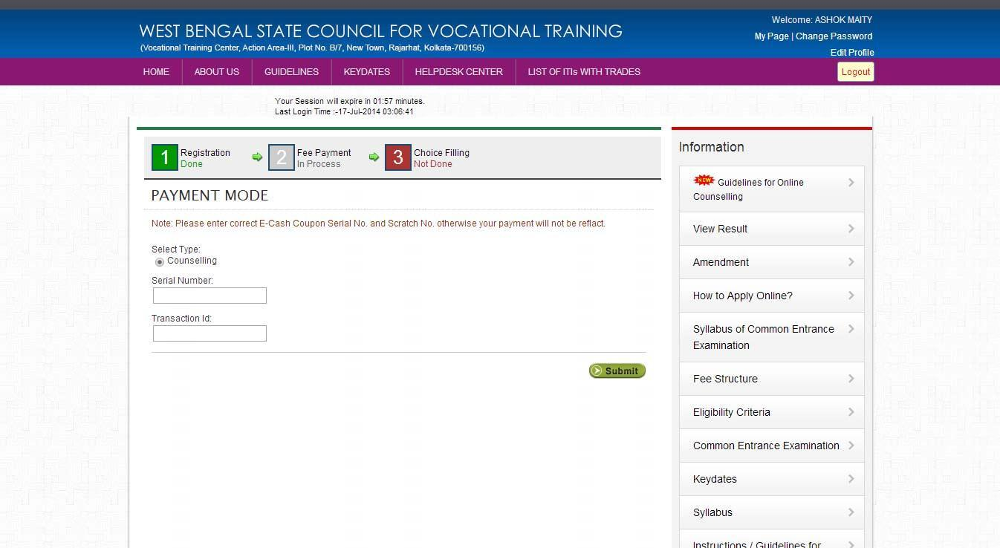 Welcome: ASHOK MAITY
WEST BENGAL STATE COUNCIL FOR VOCATIONAL TRAINING
My Page | Change Password
(Vocational Training Center, Action Area-III, Plot No. B/7, New Town, Rajarhat, Kolkata-700156)
Edit Profile
HOME ABOUT US GUIDELINES KEYDATES HELPDESK CENTER LIST OF ITIs WITH TRADES Logout
Your Session will expire in 01:57 minutes.
Last Login Time :-17-Jul-2014 03:06:41
1 Registration
Done
2 Fee Payment
In Process
3 Choice Filling
Not Done
PAYMENT MODE
Note: Please enter correct E-Cash Coupon Serial No. and Scratch No. otherwise your payment will not be reflact.
Select Type:
Counselling
Serial Number:
Transaction Id:
Submit
Information
NEW Guidelines for Online
Counselling
View Result
Amendment
How to Apply Online?
Syllabus of Common Entrance
Examination
Fee Structure
Eligibility Criteria
Common Entrance Examination
Keydates
Syllabus
Instructions / Guidelines for